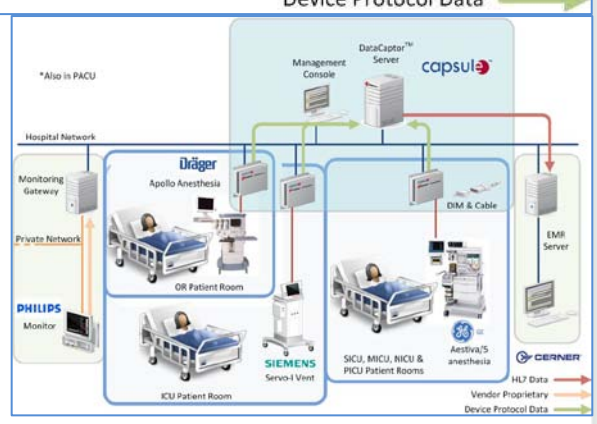 Device Protocol Data
DataCaptor™
Server
Management
Console
capsule
*Also in PACU
Hospital Network
Monitoring
Gateway
Dräger
Apollo Anesthesia
DIM & Cable
EMR
Server
Private Network
OR Patient Room
PHILIPS
Monitor
SIEMENS
Servo-I Vent
SICU, MICU, NICU &
PICU Patient Rooms
GE
Aestiva/5
anesthesia
CERNER
ICU Patient Room
HL7 Data
Vendor Proprietary
Device Protocol Data